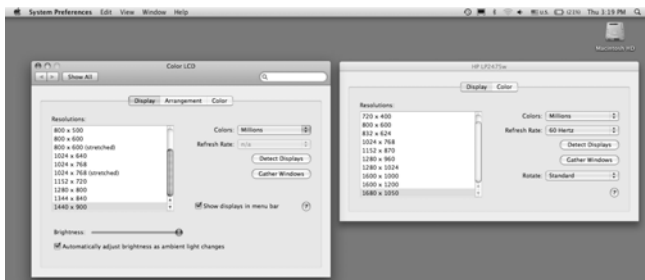 System Preferences Edit View Window Help
U.S. (23%) Thu 3:19 PM
Macintosh HD
Color LCD
Show All
Display Arrangement Color
Resolutions:
800 x 500
800 x 600
800 x 600 (stretched)
1024 x 640
1024 x 768
1024 x 768 (stretched)
1152 x 720
1280 x 800
1344 x 840
1440 x 900
Colors: Millions
Refresh Rate: n/a
Detect Displays
Gather Windows
Show displays in menu bar
?
Brightness:
Automatically adjust brightness as ambient light changes
HP LP2475w
Display Color
Resolutions:
720 x 400
800 x 600
832 x 624
1024 x 768
1152 x 870
1280 x 960
1280 x 1024
1600 x 1000
1600 x 1200
1680 x 1050
Colors: Millions
Refresh Rate: 60 Hertz
Detect Displays
Gather Windows
Rotate: Standard
?